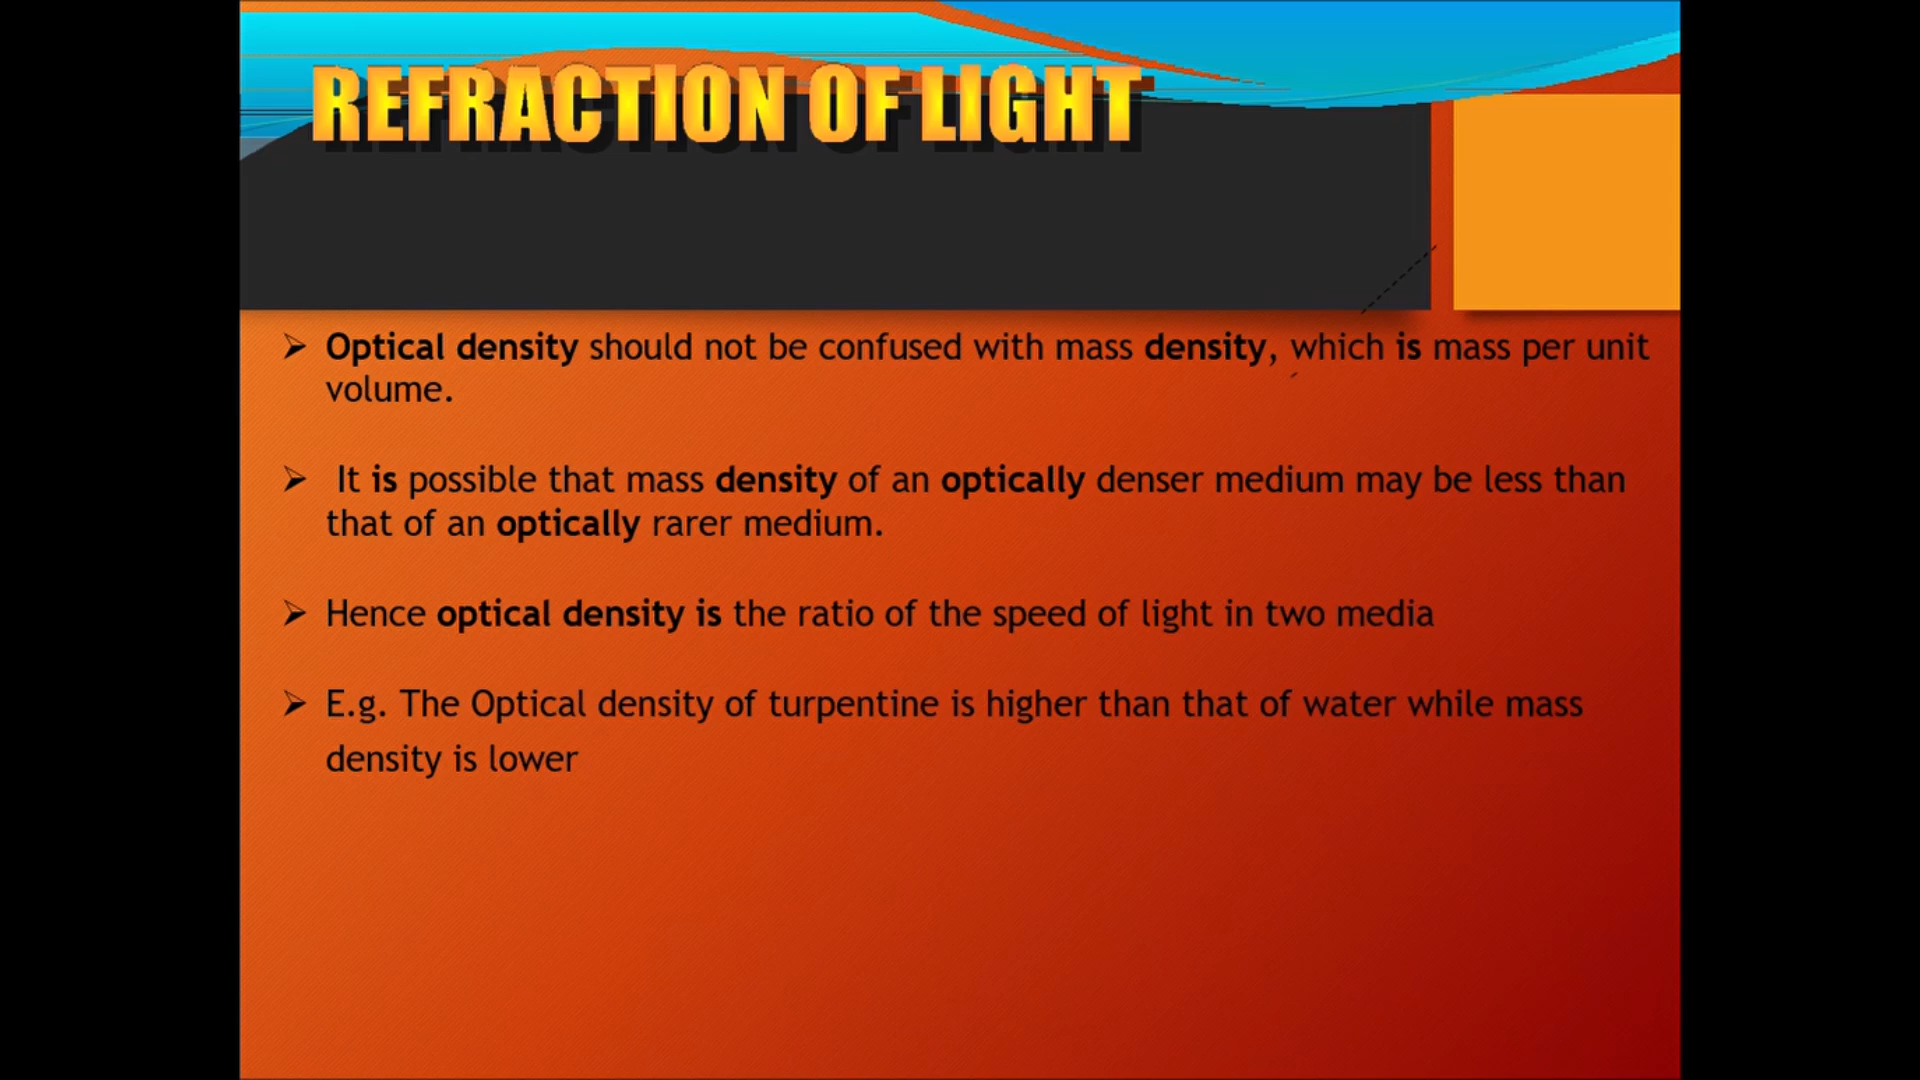 REFRACTION OF LIGHT
➢ Optical density should not be confused with mass density, which is mass per unit
volume.
➢ It is possible that mass density of an optically denser medium may be less than
that of an optically rarer medium.
➢ Hence optical density is the ratio of the speed of light in two media
➢ E.g. The Optical density of turpentine is higher than that of water while mass
density is lower